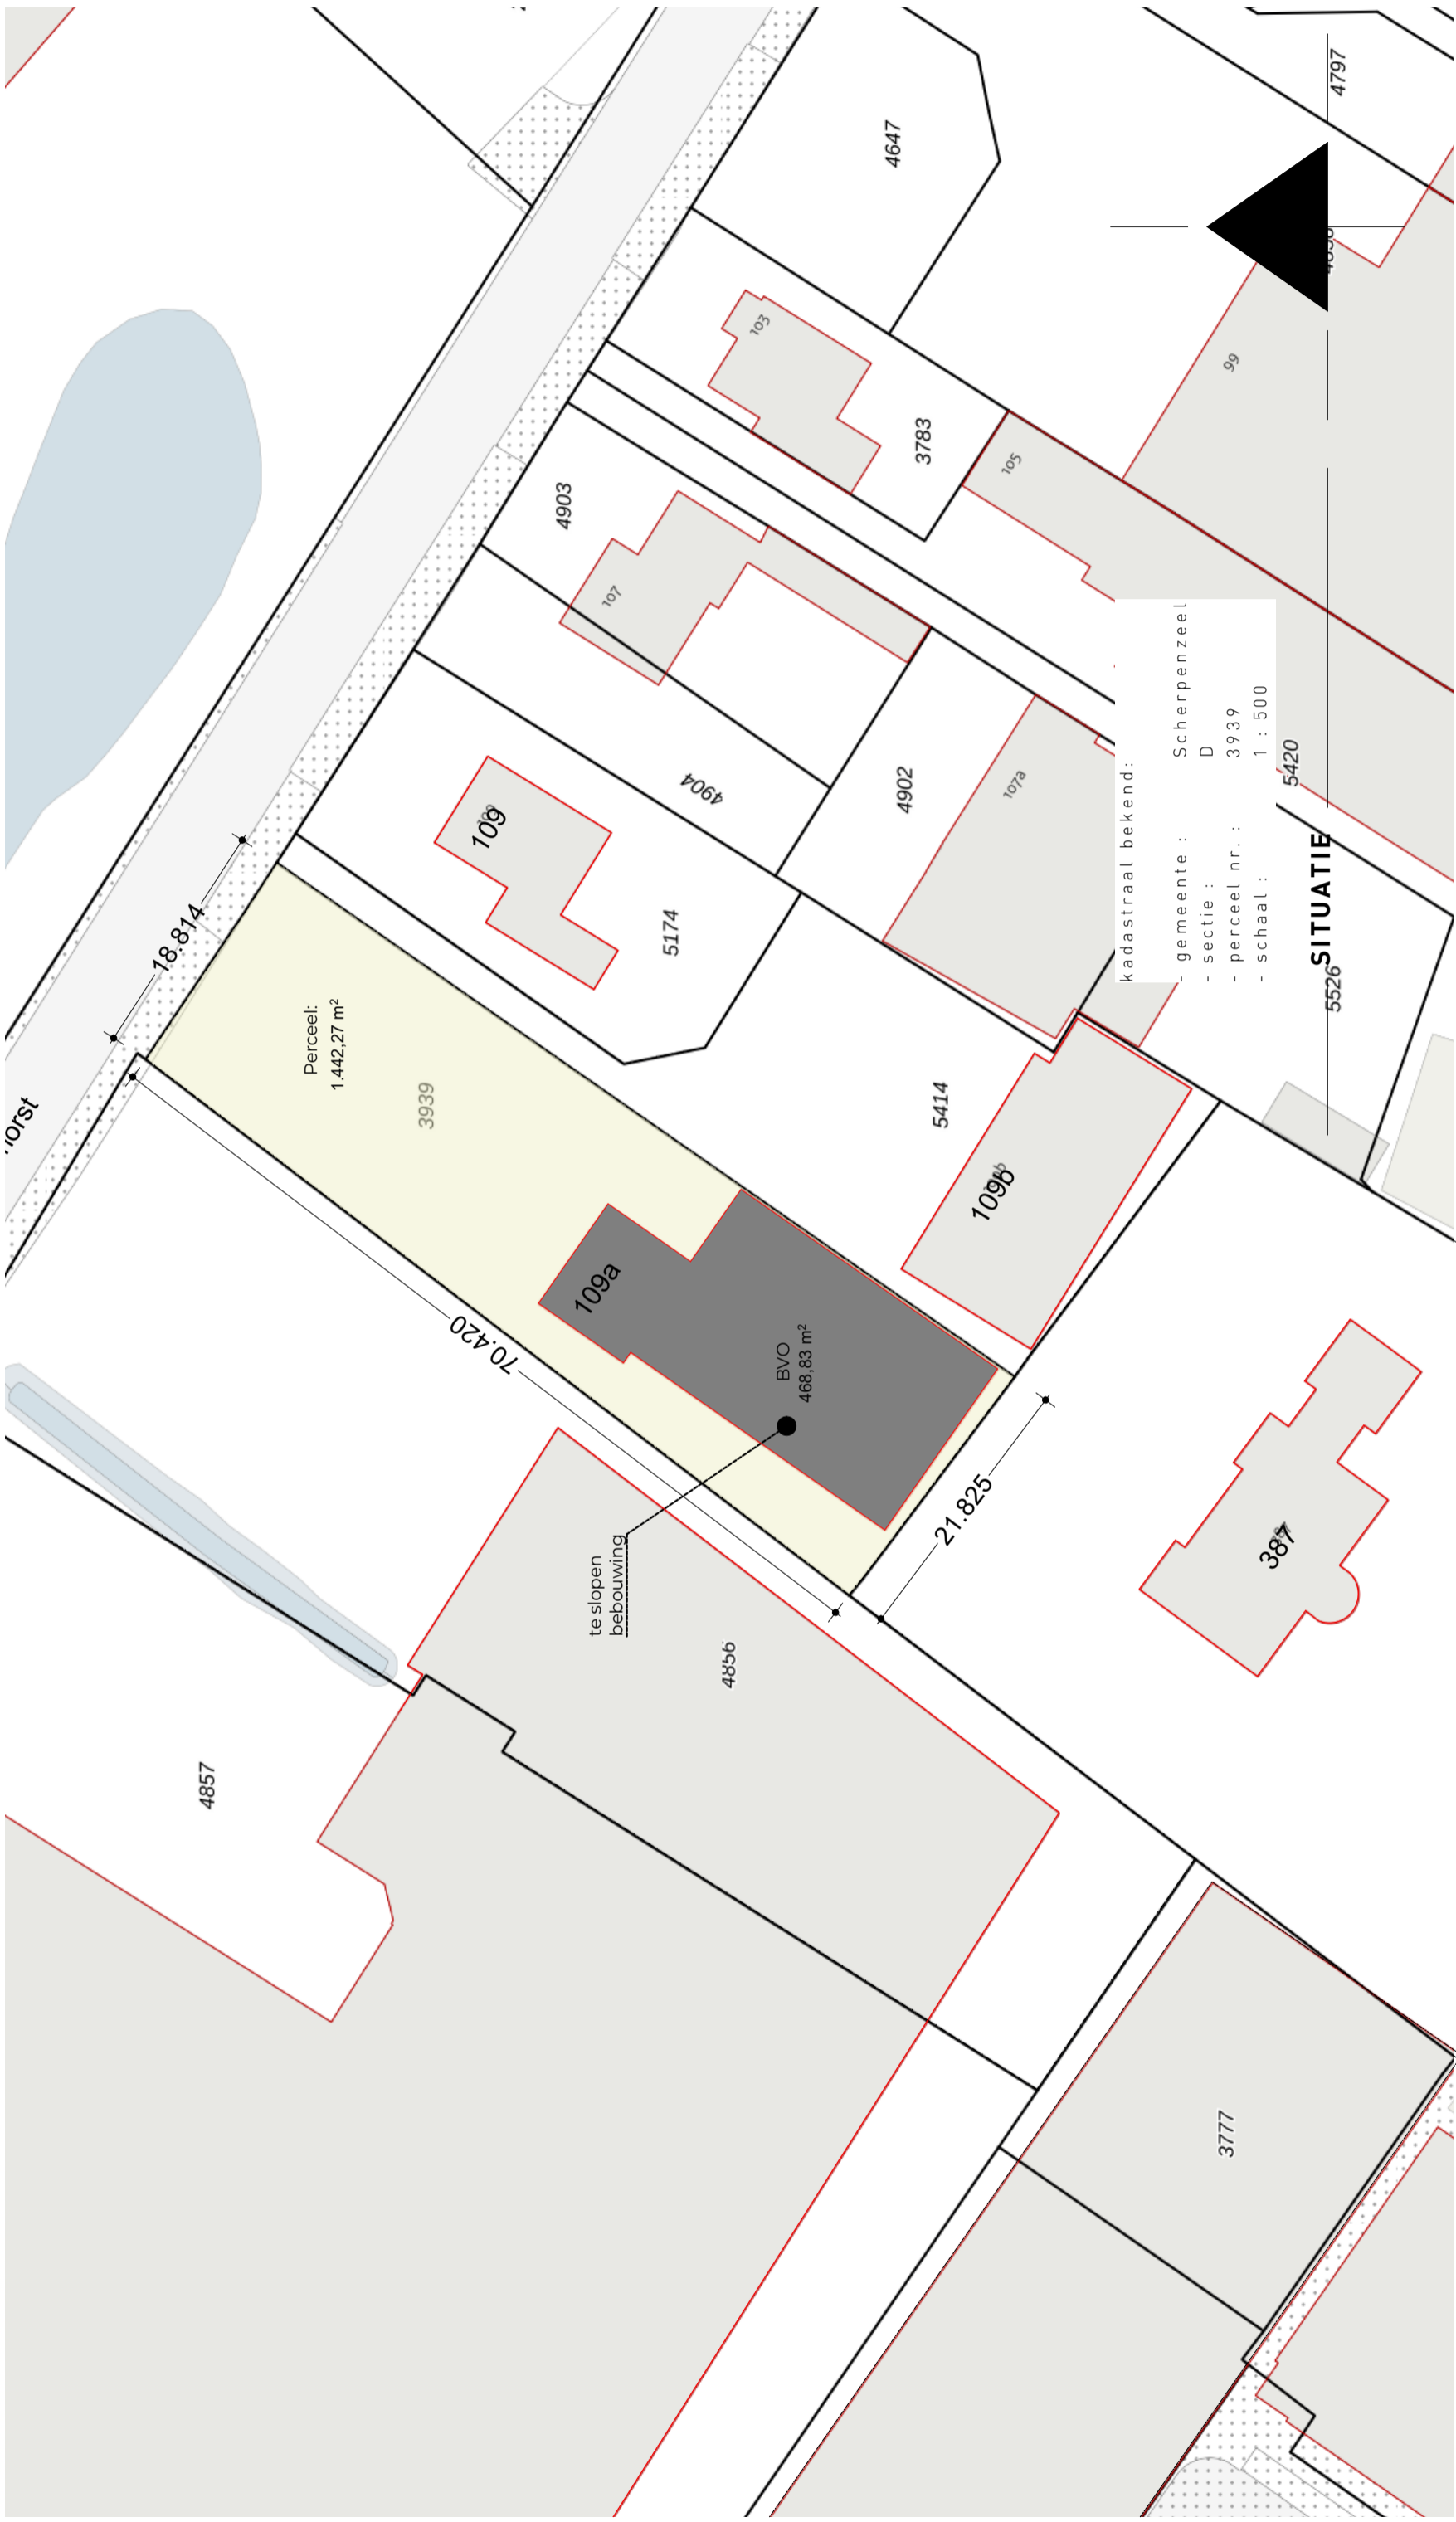 4797
4647
103
99
3783
105
4903
107
4904
4902
107a
109
5174
18.814
Perceel:
1.442,27 m²
3939
70.420
109a
BVO
468,83 m²
te slopen
bebouwing
21.825
5414
109b
387
4856
4857
3777
5420
5526
kadastraal bekend:
- gemeente : Scherpenzeel
- sectie : D
- perceel nr. : 3939
- schaal : 1 : 500
SITUATIE